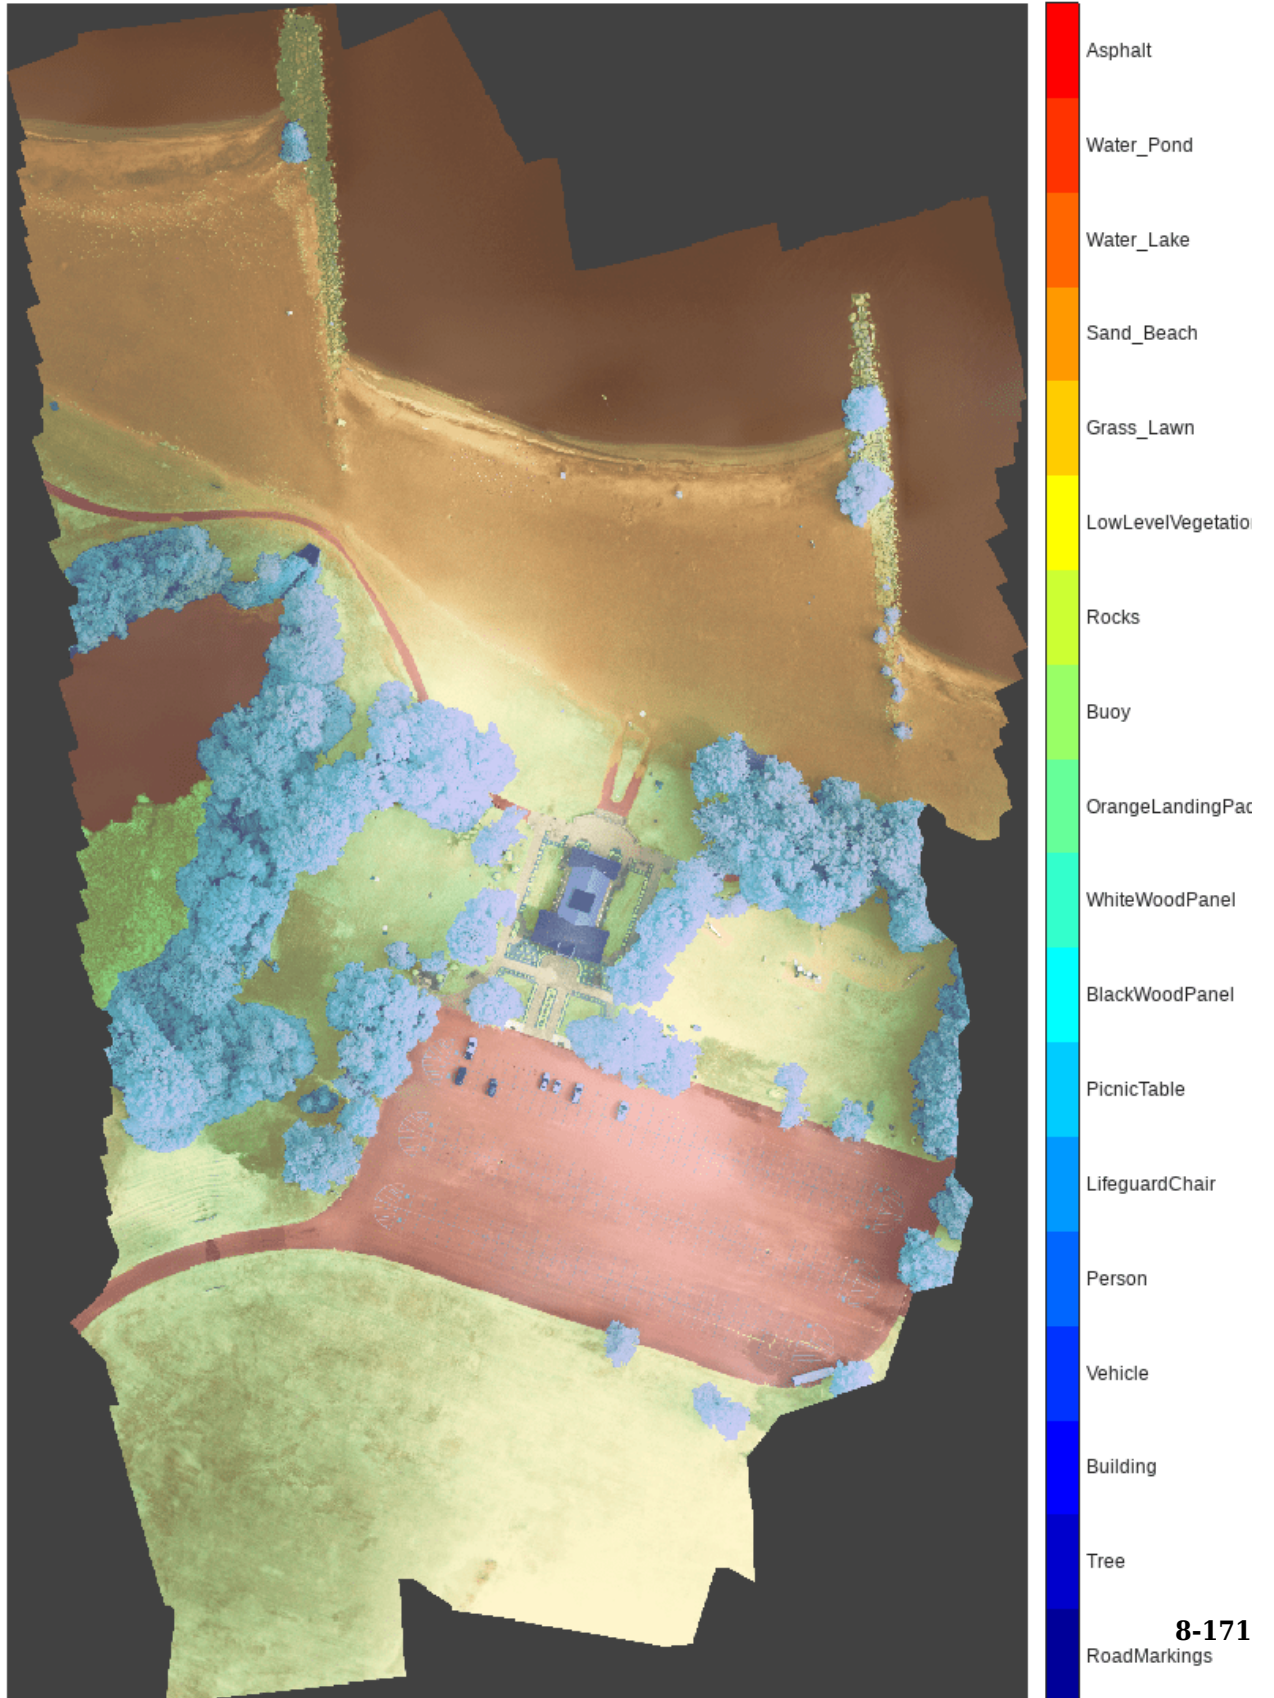 Asphalt
Water_Pond
Water_Lake
Sand_Beach
Grass_Lawn
LowLevelVegetatio
Rocks
Buoy
OrangeLandingPad
WhiteWoodPanel
BlackWoodPanel
PicnicTable
LifeguardChair
Person
Vehicle
Building
Tree
8-171
RoadMarkings